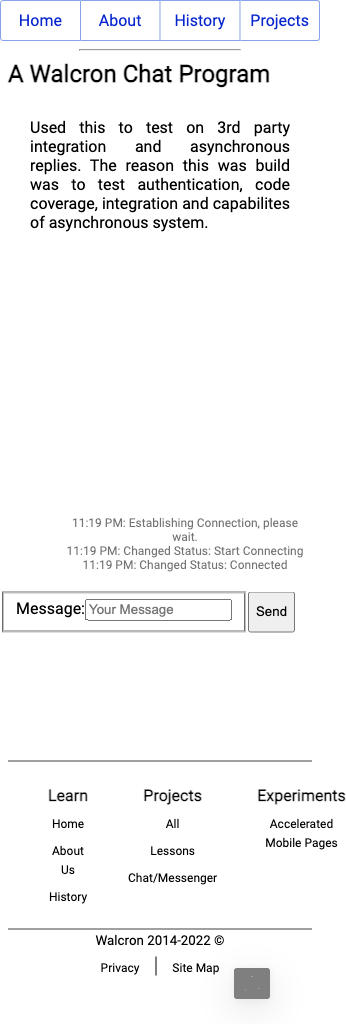 Home About History Projects
A Walcron Chat Program
Used this to test on 3rd party
integration and asynchronous
replies. The reason this was build
was to test authentication, code
coverage, integration and capabilites
of asynchronous system.
11:19 PM: Establishing Connection, please
wait.
11:19 PM: Changed Status: Start Connecting
11:19 PM: Changed Status: Connected
Message: Your Message Send
Learn Projects Experiments
Home All Accelerated
Mobile Pages
About Lessons
Us
Chat/Messenger
History
Walcron 2014-2022 ©
Privacy Site Map